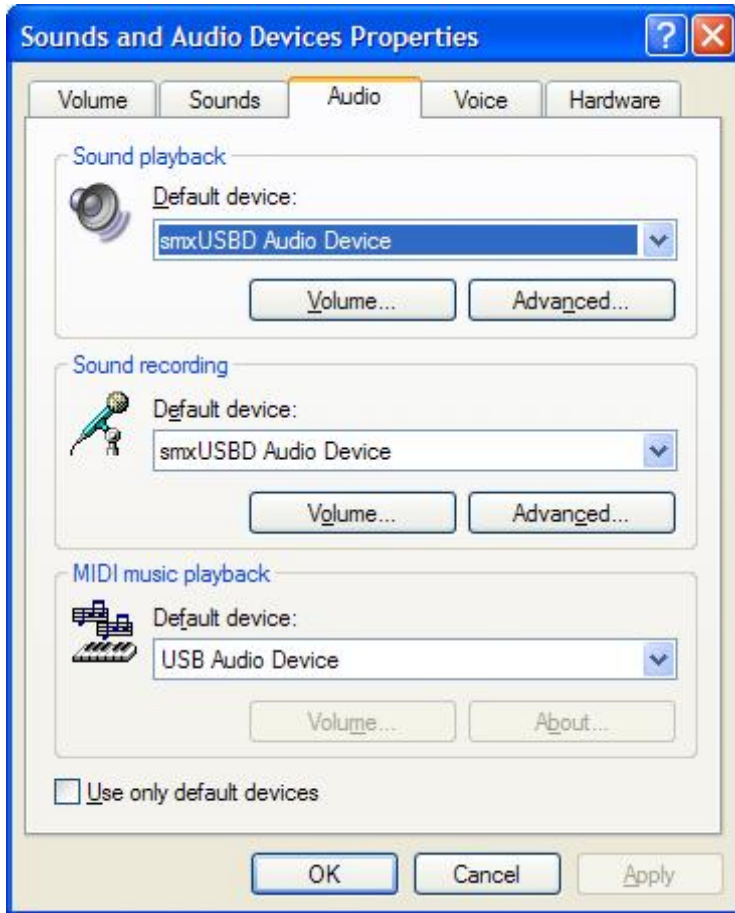 Sounds and Audio Devices Properties
Volume Sounds Audio Voice Hardware
Sound playback
Default device:
smxUSBD Audio Device
Volume... Advanced...
Sound recording
Default device:
smxUSBD Audio Device
Volume... Advanced...
MIDI music playback
Default device:
USB Audio Device
Volume... About...
Use only default devices
OK Cancel Apply